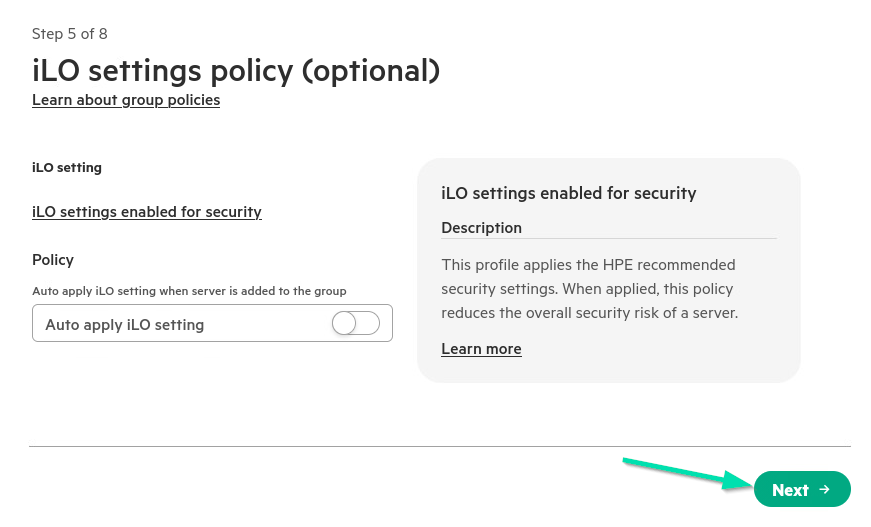 Step 5 of 8
iLO settings policy (optional)
Learn about group policies
iLO setting
iLO settings enabled for security
Policy
Auto apply iLO setting when server is added to the group
Auto apply iLO setting
iLO settings enabled for security
Description
This profile applies the HPE recommended
security settings. When applied, this policy
reduces the overall security risk of a server.
Learn more
Next →